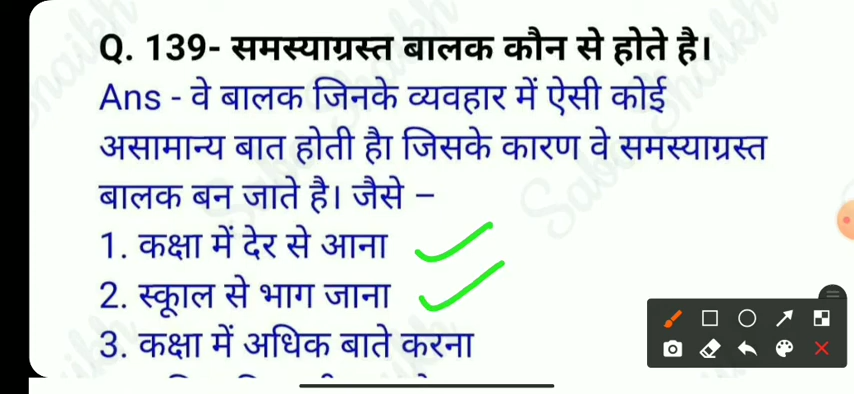 Q. 139- समस्याग्रस्त बालक कौन से होते है।
Ans - वे बालक जिनके व्यवहार में ऐसी कोई
असामान्य बात होती हैा जिसके कारण वे समस्याग्रस्त
बालक बन जाते है। जैसे –
1. कक्षा में देर से आना
2. स्कूाल से भाग जाना
3. कक्षा में अधिक बाते करना